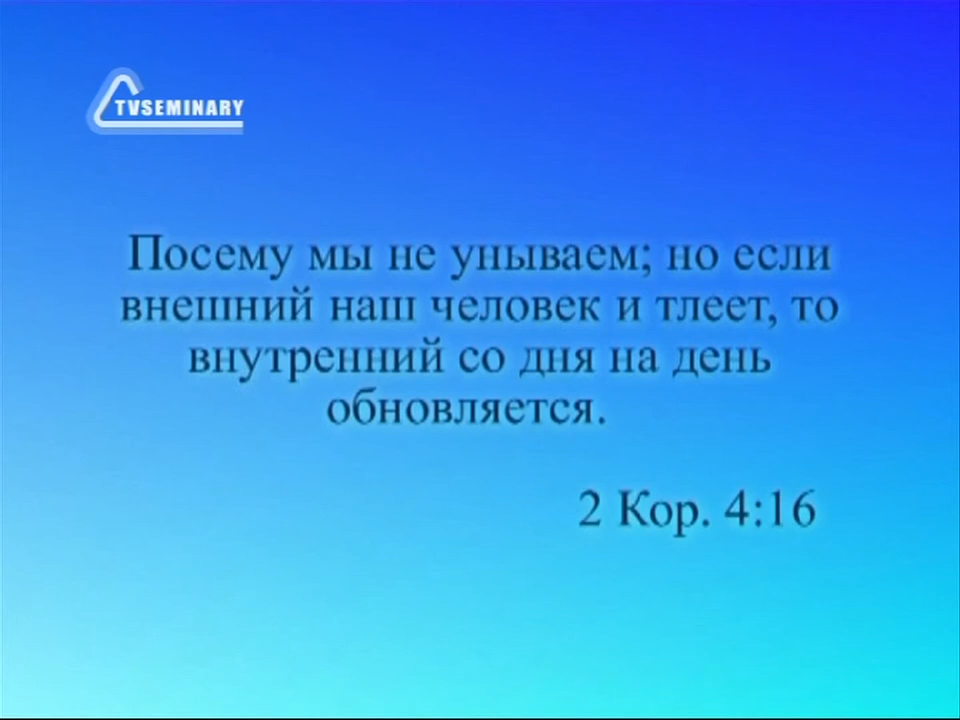 TVSEMINARY
Посему мы не унываем; но если
внешний наш человек и тлеет, то
внутренний со дня на день
обновляется.
2 Кор. 4:16